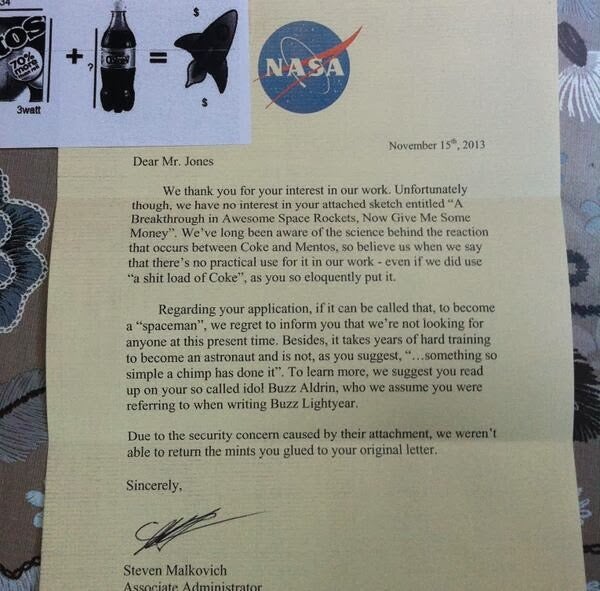 34
TOS
70%
more
3watt
+
?
=
$
$
NASA
November 15th, 2013
Dear Mr. Jones
We thank you for your interest in our work. Unfortunately
though, we have no interest in your attached sketch entitled “A
Breakthrough in Awesome Space Rockets, Now Give Me Some
Money”. We’ve long been aware of the science behind the reaction
that occurs between Coke and Mentos, so believe us when we say
that there’s no practical use for it in our work - even if we did use
“a shit load of Coke”, as you so eloquently put it.
Regarding your application, if it can be called that, to become
a “spaceman”, we regret to inform you that we’re not looking for
anyone at this present time. Besides, it takes years of hard training
to become an astronaut and is not, as you suggest, “…something so
simple a chimp has done it”. To learn more, we suggest you read
up on your so called idol Buzz Aldrin, who we assume you were
referring to when writing Buzz Lightyear.
Due to the security concern caused by their attachment, we weren’t
able to return the mints you glued to your original letter.
Sincerely,
Steven Malkovich
Associate Administrator